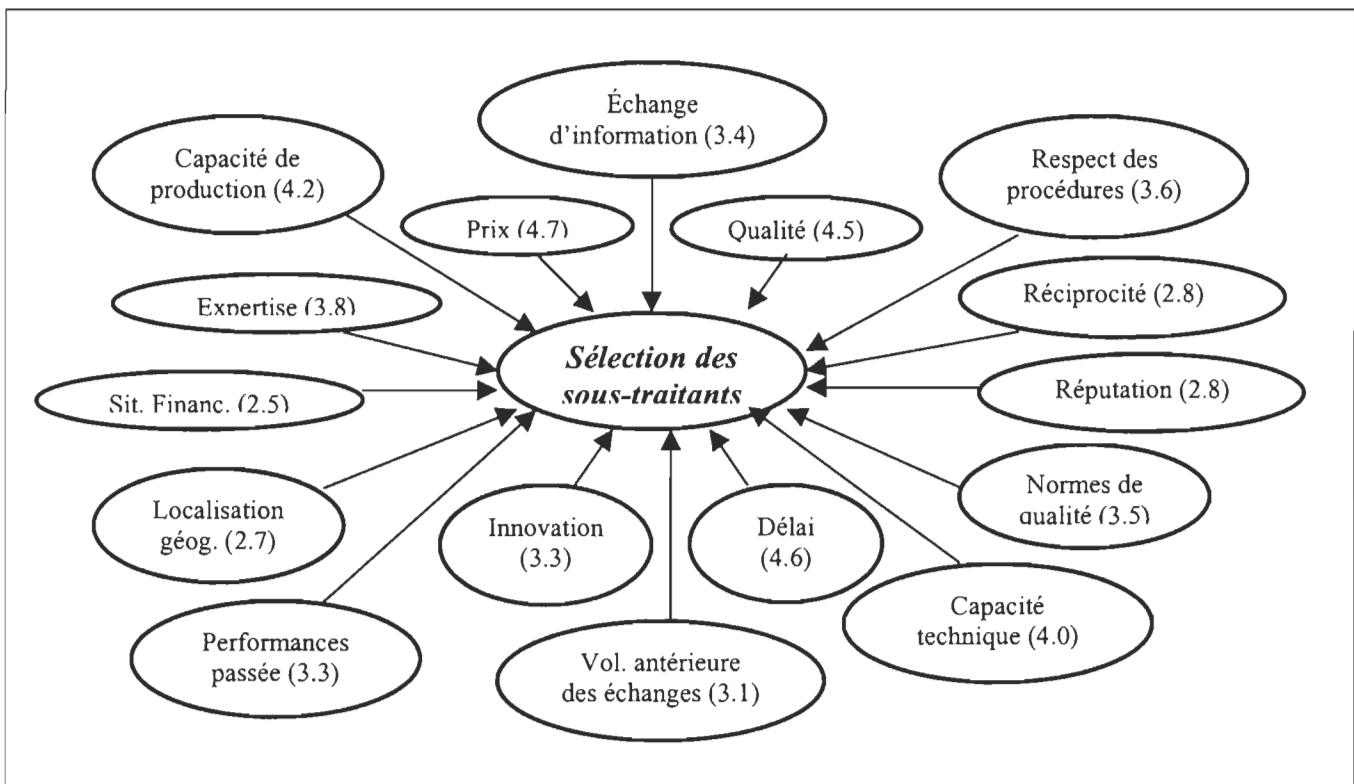 Échange
d'information (3.4)
Capacité de
production (4.2)
Respect des
procédures (3.6)
Prix (4.7)
Qualité (4.5)
Expertise (3.8)
Réciprocité (2.8)
Sélection des
sous-traitants
Sit. Financ. (2.5)
Réputation (2.8)
Localisation
géog. (2.7)
Innovation
(3.3)
Délai
(4.6)
Normes de
qualité (3.5)
Performances
passée (3.3)
Vol. antérieure
des échanges (3.1)
Capacité
technique (4.0)